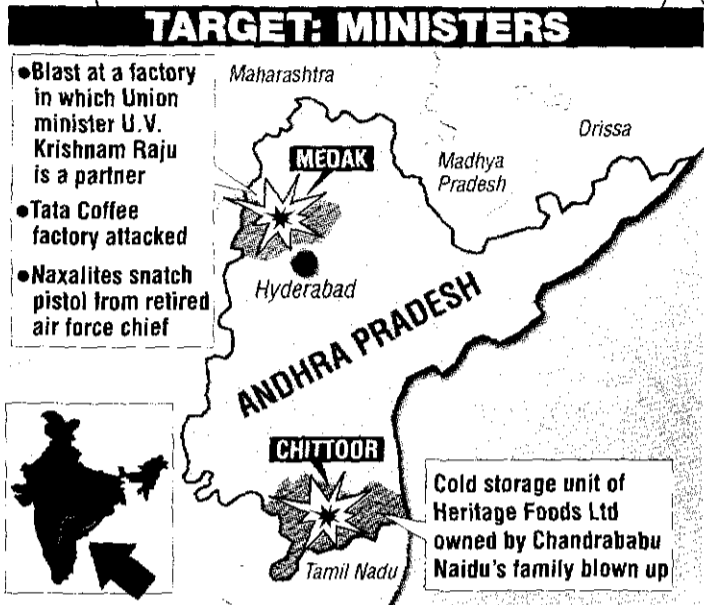 TARGET: MINISTERS
●Blast at a factory
in which Union
minister U.V.
Krishnam Raju
is a partner
●Tata Coffee
factory attacked
●Naxalites snatch
pistol from retired
air force chief
Maharashtra
Orissa
MEDAK
Madhya
Pradesh
Hyderabad
ANDHRA PRADESH
CHITTOOR
Cold storage unit of
Heritage Foods Ltd
owned by Chandrababu
Naidu's family blown up
Tamil Nadu